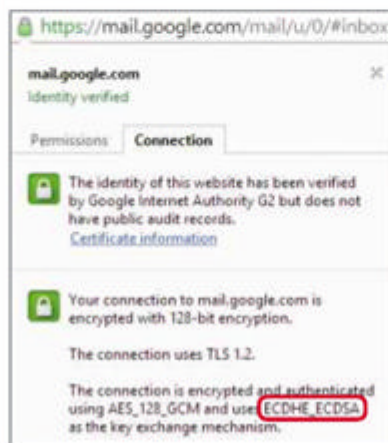 https://mail.google.com/mail/u/0/#inbox
mail.google.com
Identity verified
Permissions Connection
The identity of this website has been verified
by Google Internet Authority G2 but does not
have public audit records.
Certificate information
Your connection to mail.google.com is
encrypted with 128-bit encryption.
The connection uses TLS 1.2.
The connection is encrypted and authenticated
using AES_128_GCM and uses ECDHE_ECDSA
as the key exchange mechanism.